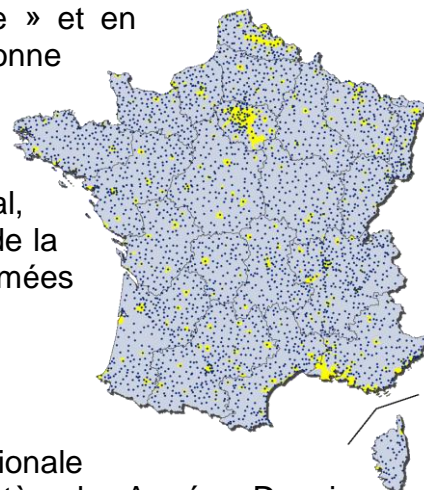 e » et en
onne
al,
de la
mées
ionale